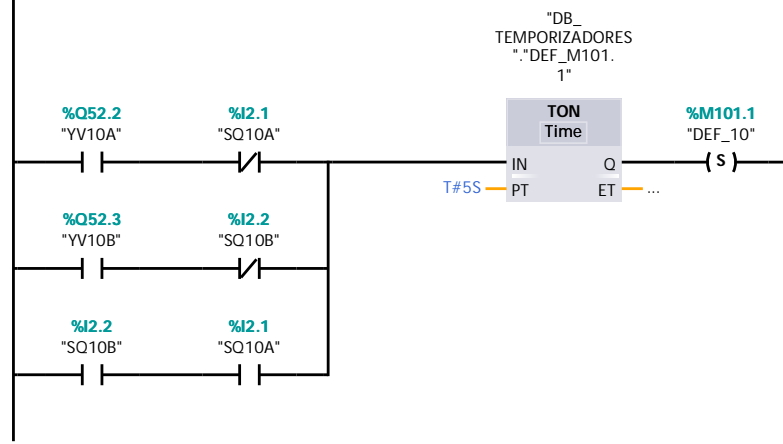 "DB_
TEMPORIZADORES
"."DEF_M101.
1"
%Q52.2
"YV10A"
%I2.1
"SQ10A"
TON
Time
%M101.1
"DEF_10"
IN
Q
S
T#5S
PT
ET
...
%Q52.3
"YV10B"
%I2.2
"SQ10B"
%I2.2
"SQ10B"
%I2.1
"SQ10A"